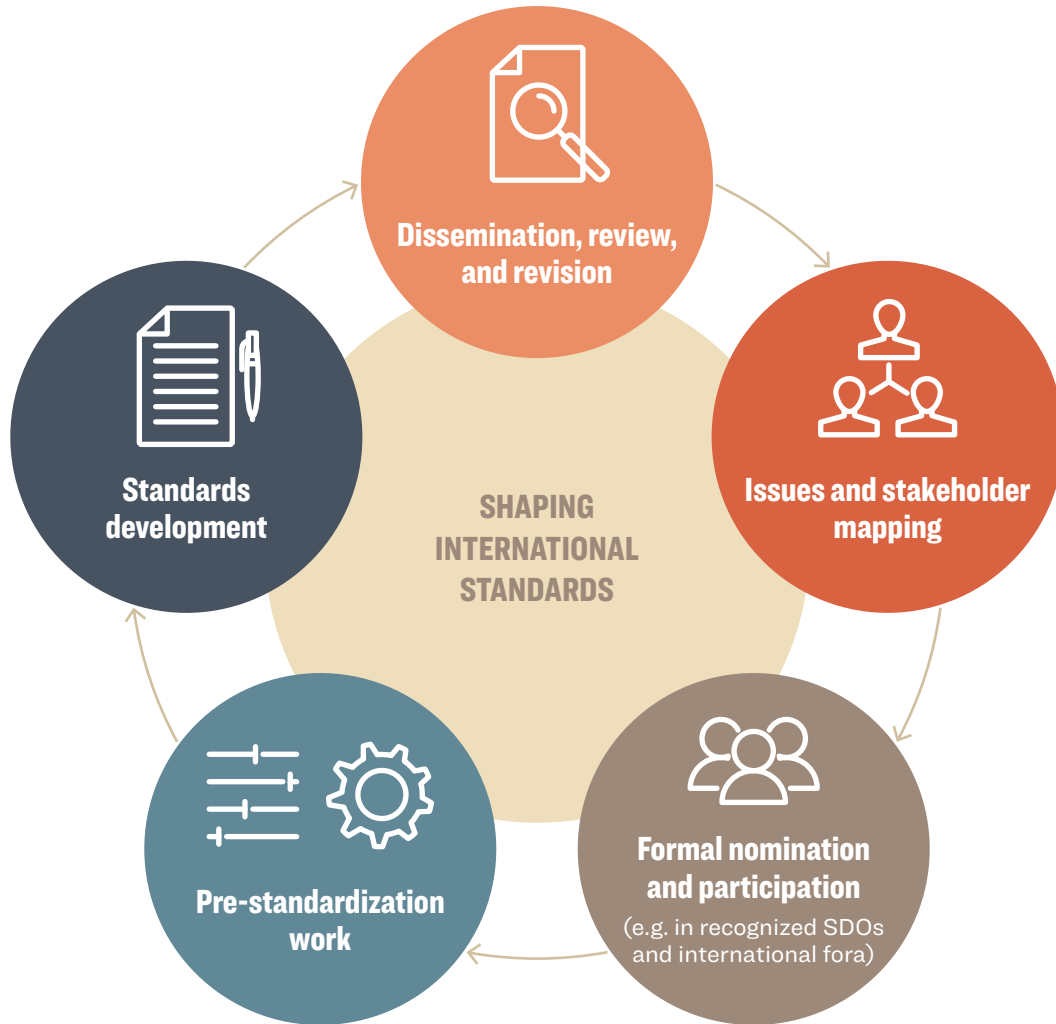 Dissemination, review,
and revision
Issues and stakeholder
mapping
Formal nomination
and participation
(e.g. in recognized SDOs
and international fora)
Pre-standardization
work
Standards
development
SHAPING
INTERNATIONAL
STANDARDS